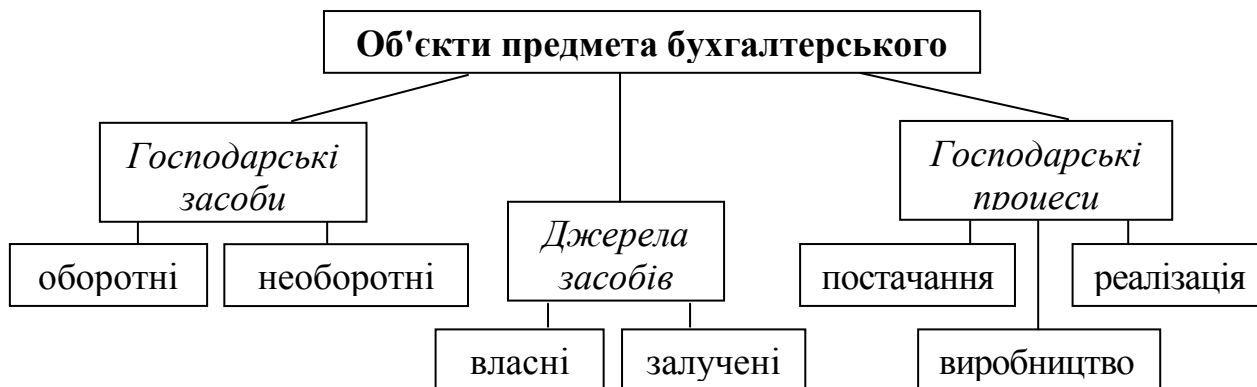 Об'єкти предмета бухгалтерського
Господарські
засоби
Господарські
процеси
Джерела
засобів
оборотні
необоротні
постачання
реалізація
власні
залучені
виробництво